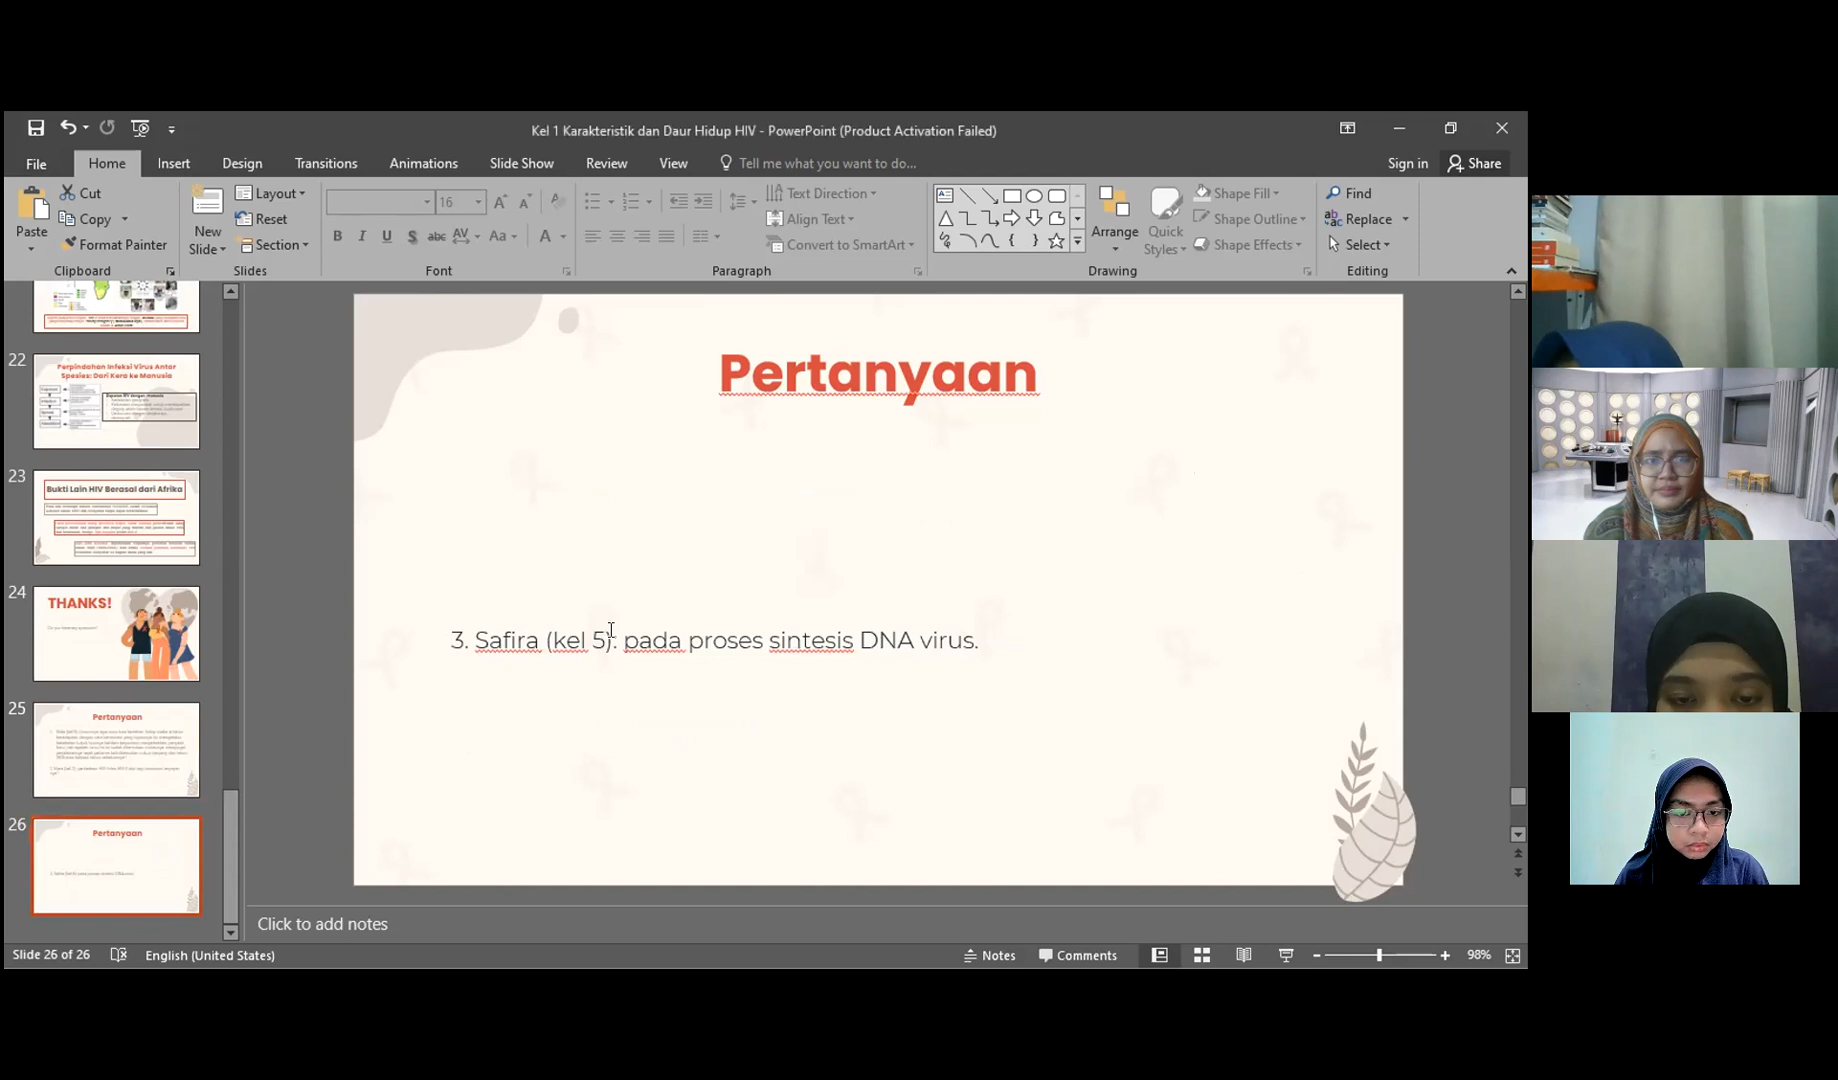 Kel 1 Karakteristik dan Daur Hidup HIV - PowerPoint (Product Activation Failed)
File Home Insert Design Transitions Animations Slide Show Review View Tell me what you want to do... Sign in Share
Paste Cut Copy Format Painter Clipboard
New Slide Layout Reset Section Slides
16
B I U S abc AV Aa A
Font
Text Direction
Align Text
Convert to SmartArt
Paragraph
Arrange Quick Styles
Shape Fill
Shape Outline
Shape Effects
Drawing
Find
Replace
Select
Editing
22
Perpindahan Infeksi Virus Antar
Spesies: Dari Kera ke Manusia
23
Bukti Lain HIV Berasal dari Afrika
24
THANKS!
25
Pertanyaan
26
Pertanyaan
Pertanyaan
3. Safira (kel 5): pada proses sintesis DNA virus.
Click to add notes
Slide 26 of 26 English (United States) Notes Comments 98%